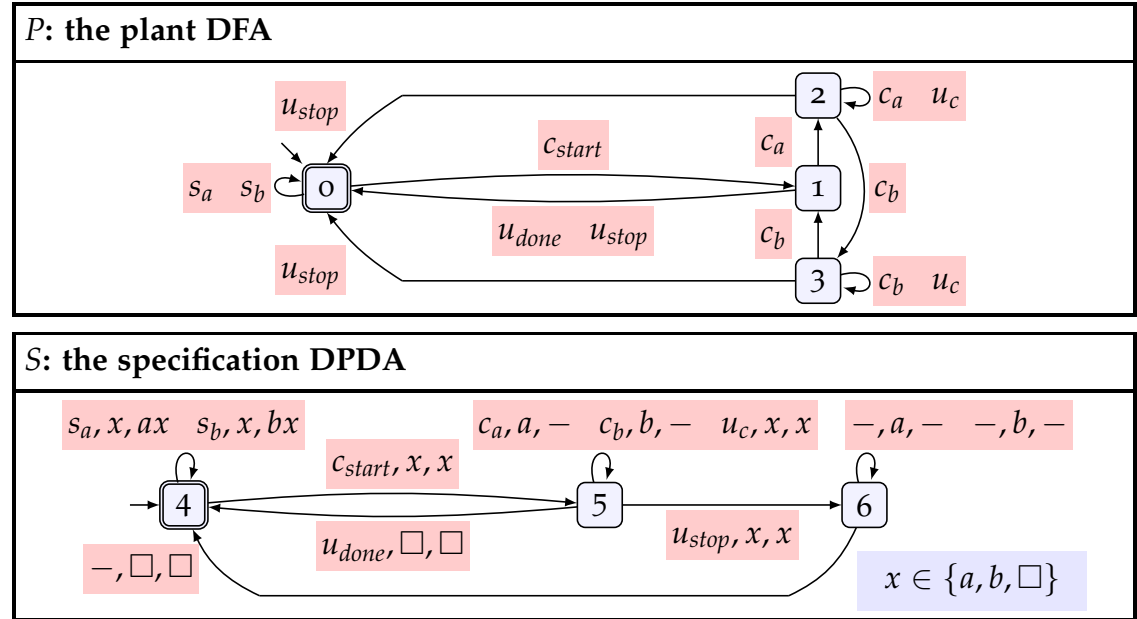 P: the plant DFA
u_stop
2
c_a u_c
c_start
c_a
s_a s_b
0
1
c_b
u_done u_stop
c_b
u_stop
3
c_b u_c
S: the specification DPDA
s_a, x, ax s_b, x, bx
c_a, a, − c_b, b, − u_c, x, x
−, a, − −, b, −
c_start, x, x
4
5
6
u_done, □, □
u_stop, x, x
−, □, □
x ∈ {a, b, □}